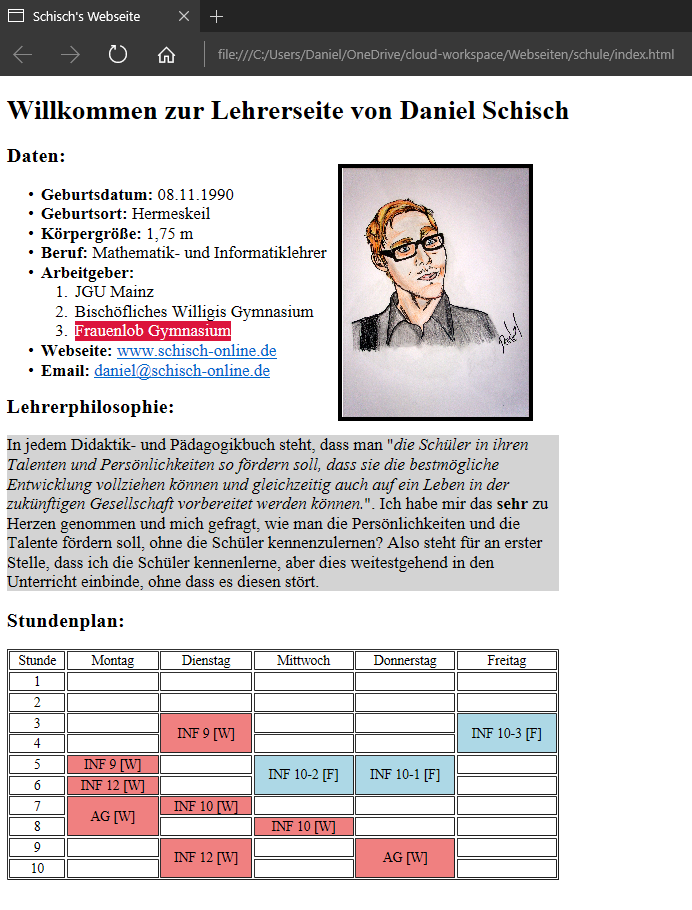 Schisch's Webseite
file:///C:/Users/Daniel/OneDrive/cloud-workspace/Webseiten/schule/index.html
Willkommen zur Lehrerseite von Daniel Schisch
Daten:
• Geburtsdatum: 08.11.1990
• Geburtsort: Hermeskeil
• Körpergröße: 1,75 m
• Beruf: Mathematik- und Informatiklehrer
• Arbeitgeber:
1. JGU Mainz
2. Bischöfliches Willigis Gymnasium
3. Frauenlob Gymnasium
• Webseite: www.schisch-online.de
• Email: daniel@schisch-online.de
Lehrerphilosophie:
In jedem Didaktik- und Pädagogikbuch steht, dass man "die Schüler in ihren
Talenten und Persönlichkeiten so fördern soll, dass sie die bestmögliche
Entwicklung vollziehen können und gleichzeitig auch auf ein Leben in der
zukünftigen Gesellschaft vorbereitet werden können.". Ich habe mir das sehr zu
Herzen genommen und mich gefragt, wie man die Persönlichkeiten und die
Talente fördern soll, ohne die Schüler kennenzulernen? Also steht für an erster
Stelle, dass ich die Schüler kennenlerne, aber dies weitestgehend in den
Unterricht einbinde, ohne dass es diesen stört.
Stundenplan:
Stunde Montag Dienstag Mittwoch Donnerstag Freitag
1
2
3 INF 9 [W] INF 10-3 [F]
4
5 INF 9 [W] INF 10-2 [F] INF 10-1 [F]
6 INF 12 [W]
7 AG [W] INF 10 [W]
8 INF 10 [W]
9 INF 12 [W] AG [W]
10